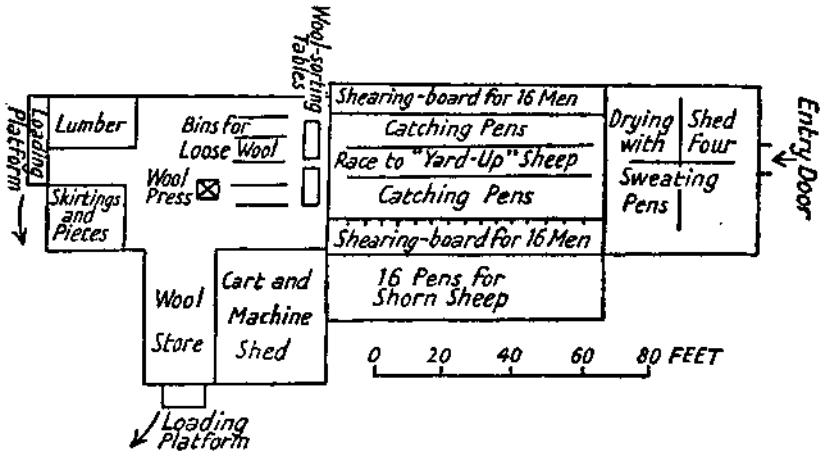 Wool-sorting
Tables
Loading
Platform
Lumber
Bins for
Loose Wool
Wool
Press
Skirtings
and
Pieces
Shearing-board for 16 Men
Catching Pens
Race to "Yard-Up" Sheep
Catching Pens
Shearing-board for 16 Men
16 Pens for
Shorn Sheep
Drying
with
Shed
Four
Sweating
Pens
Entry Door
Wool
Store
Cart and
Machine
Shed
0 20 40 60 80 FEET
Loading
Platform